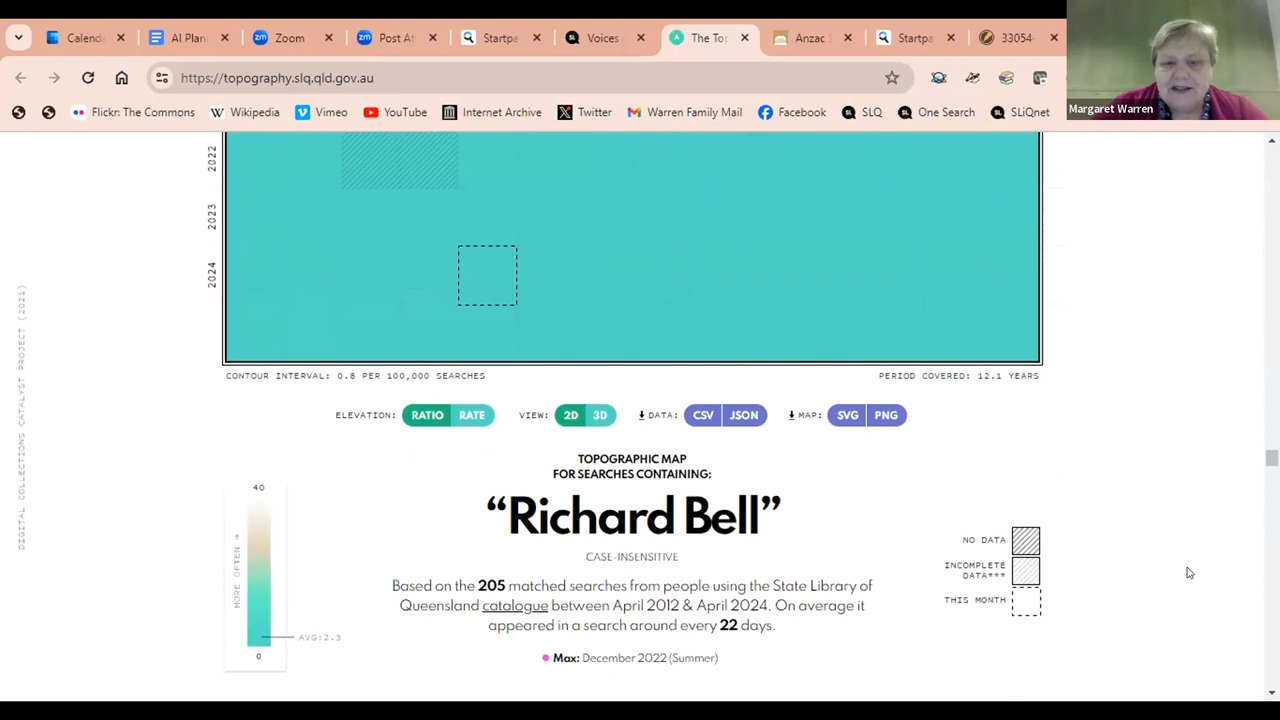 Calenda
AI Plan
Zoom
Post Af
Startpa
Voices
The Top
Anzac S
Startpa
33054-
https://topography.slq.qld.gov.au
Flickr: The Commons
Wikipedia
Vimeo
YouTube
Internet Archive
Twitter
Warren Family Mail
Facebook
SLQ
One Search
SLiQnet
Margaret Warren
2022
2023
2024
DIGITAL COLLECTIONS CATALYST PROJECT (2021)
CONTOUR INTERVAL: 0.8 PER 100,000 SEARCHES
PERIOD COVERED: 12.1 YEARS
ELEVATION: RATIO RATE VIEW: 2D 3D DATA: CSV JSON MAP: SVG PNG
TOPOGRAPHIC MAP
FOR SEARCHES CONTAINING:
“Richard Bell”
CASE-INSENSITIVE
Based on the 205 matched searches from people using the State Library of
Queensland catalogue between April 2012 & April 2024. On average it
appeared in a search around every 22 days.
Max: December 2022 (Summer)
40
MORE OFTEN →
AVG:2.3
0
NO DATA
INCOMPLETE
DATA***
THIS MONTH